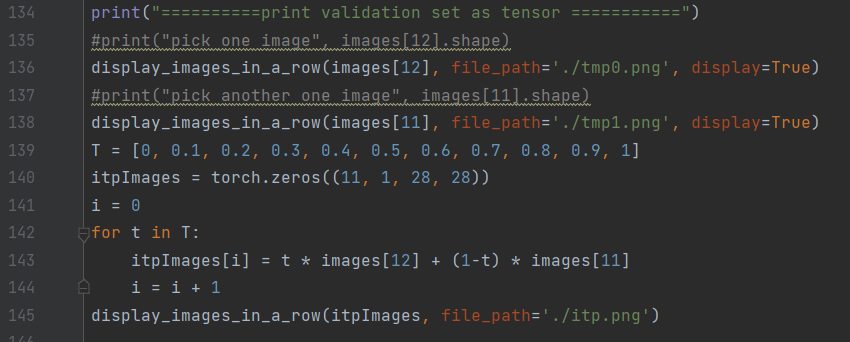 134 print("==========print validation set as tensor ===========")
135 #print("pick one image", images[12].shape)
136 display_images_in_a_row(images[12], file_path='./tmp0.png', display=True)
137 #print("pick another one image", images[11].shape)
138 display_images_in_a_row(images[11], file_path='./tmp1.png', display=True)
139 T = [0, 0.1, 0.2, 0.3, 0.4, 0.5, 0.6, 0.7, 0.8, 0.9, 1]
140 itpImages = torch.zeros((11, 1, 28, 28))
141 i = 0
142 for t in T:
143     itpImages[i] = t * images[12] + (1-t) * images[11]
144     i = i + 1
145 display_images_in_a_row(itpImages, file_path='./itp.png')